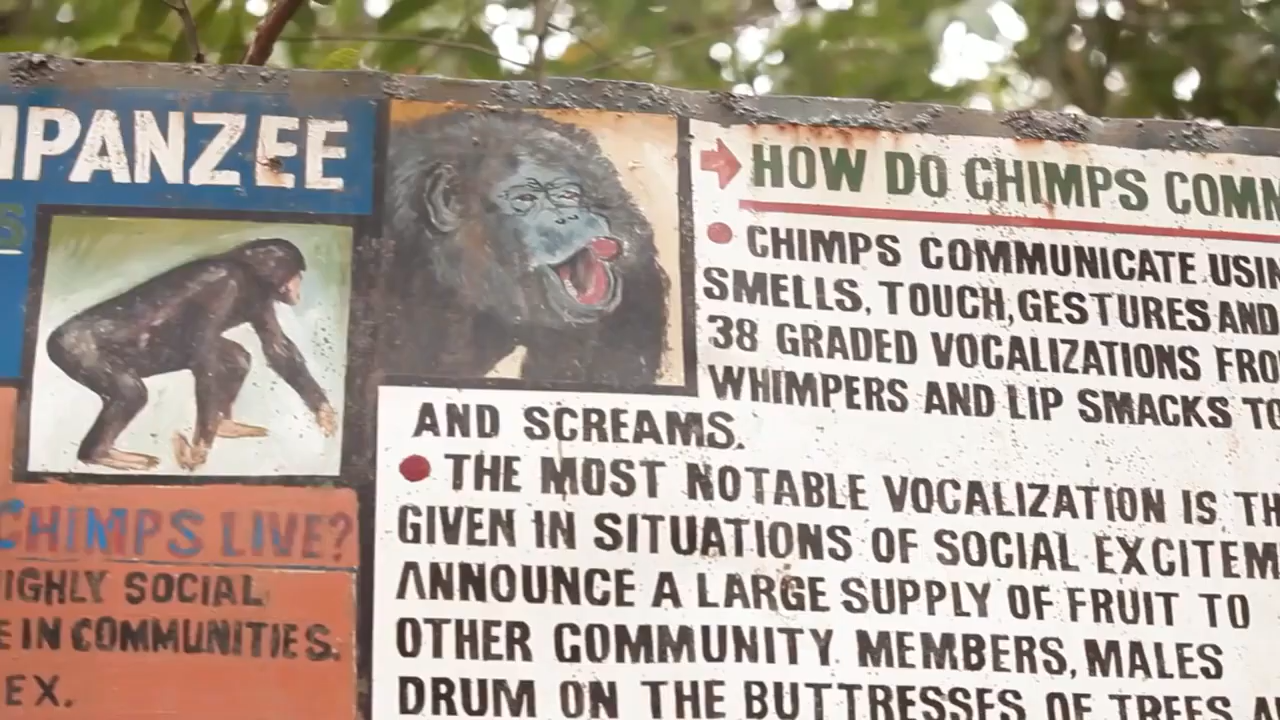 MPANZEE
S
CHIMPS LIVE?
HIGHLY SOCIAL
E IN COMMUNITIES.
EX.
HOW DO CHIMPS COMM
CHIMPS COMMUNICATE USIN
SMELLS, TOUCH, GESTURES AND
38 GRADED VOCALIZATIONS FRO
WHIMPERS AND LIP SMACKS TO
AND SCREAMS.
THE MOST NOTABLE VOCALIZATION IS TH
GIVEN IN SITUATIONS OF SOCIAL EXCITEM
ANNOUNCE A LARGE SUPPLY OF FRUIT TO
OTHER COMMUNITY MEMBERS, MALES
DRUM ON THE BUTTRESSES OF TREES A